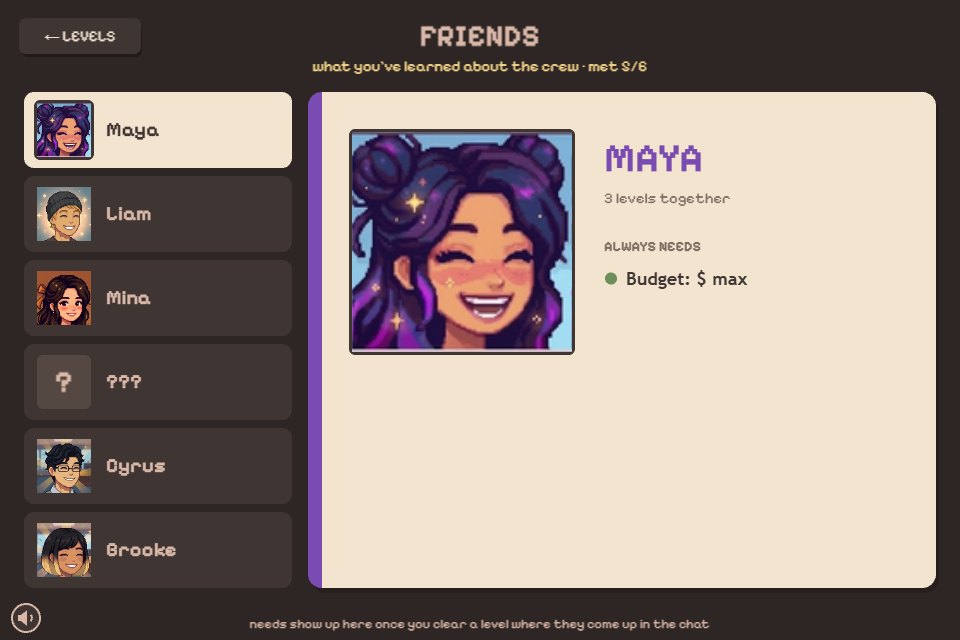 ← LEVELS
FRIENDS
what you've learned about the crew · met 5/6
Maya
Liam
Mina
?
???
Cyrus
Brooke
MAYA
3 levels together
ALWAYS NEEDS
Budget: $ max
needs show up here once you clear a level where they come up in the chat